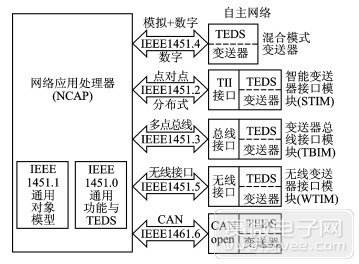 自主网络
模拟+数字
IEEE1451.4
数字
TEDS
变送器
混合模式
变送器
网络应用处理器
(NCAP)
点对点
IEEE1451.2
分布式
TII
接口
TEDS
变送器
智能变送
器接口模
块(STIM)
多点总线
IEEE1451.3
总线
接口
TEDS
变送器
变送器总
线接口模
块(TBIM)
IEEE
1451.1
通用
对象
模型
IEEE
1451.0
通用
功能与
TEDS
无线接口
IEEE1451.5
无线
接口
TEDS
变送器
无线变送
器接口模
块(WTIM)
CAN
IEEE1461.6
CAN
open
TEDS
变送器